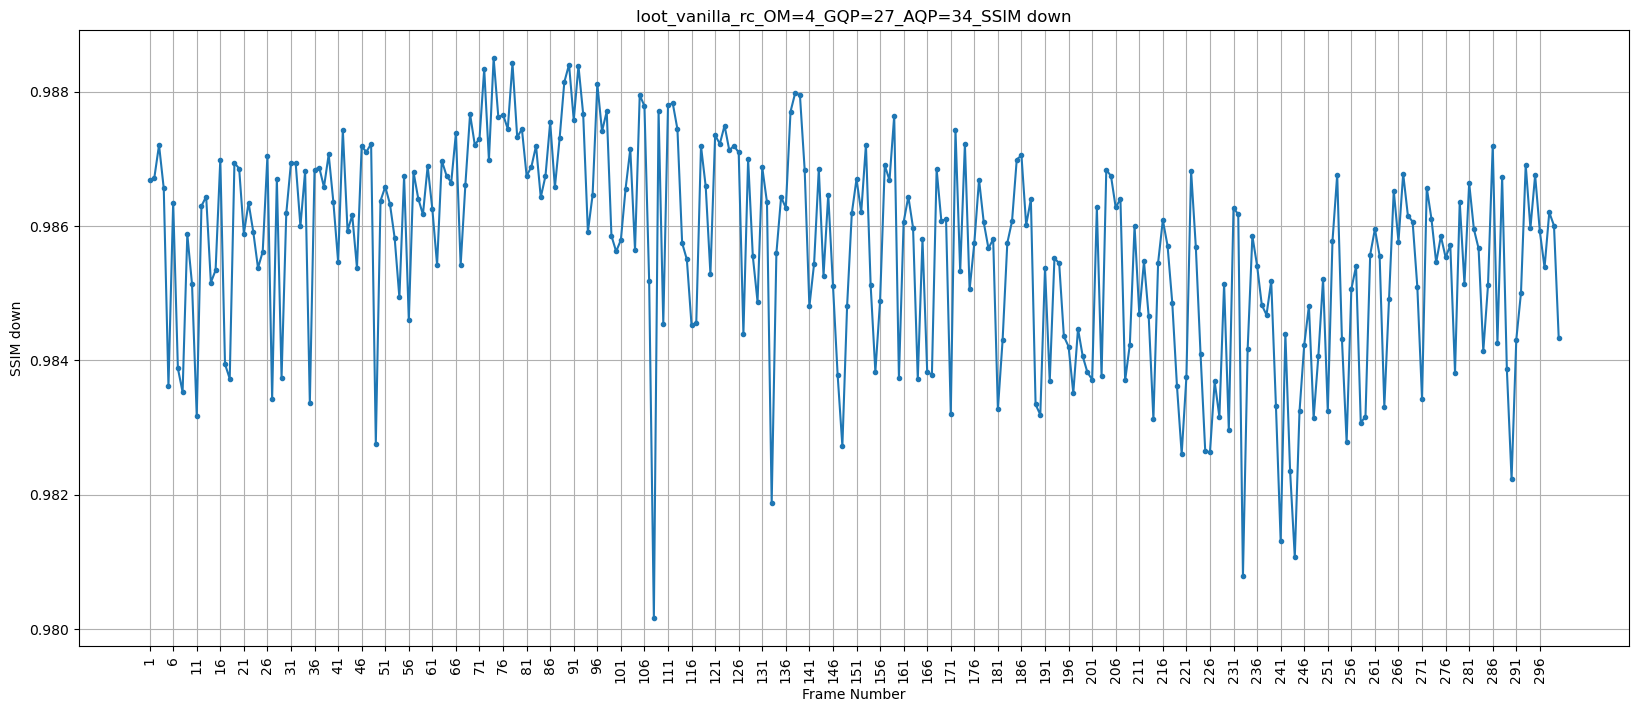 loot_vanilla_rc_OM=4_GQP=27_AQP=34_SSIM down
0.988
0.986
0.984
0.982
0.980
SSIM down
1 6 11 16 21 26 31 36 41 46 51 56 61 66 71 76 81 86 91 96 101 106 111 116 121 126 131 136 141 146 151 156 161 166 171 176 181 186 191 196 201 206 211 216 221 226 231 236 241 246 251 256 261 266 271 276 281 286 291 296
Frame Number